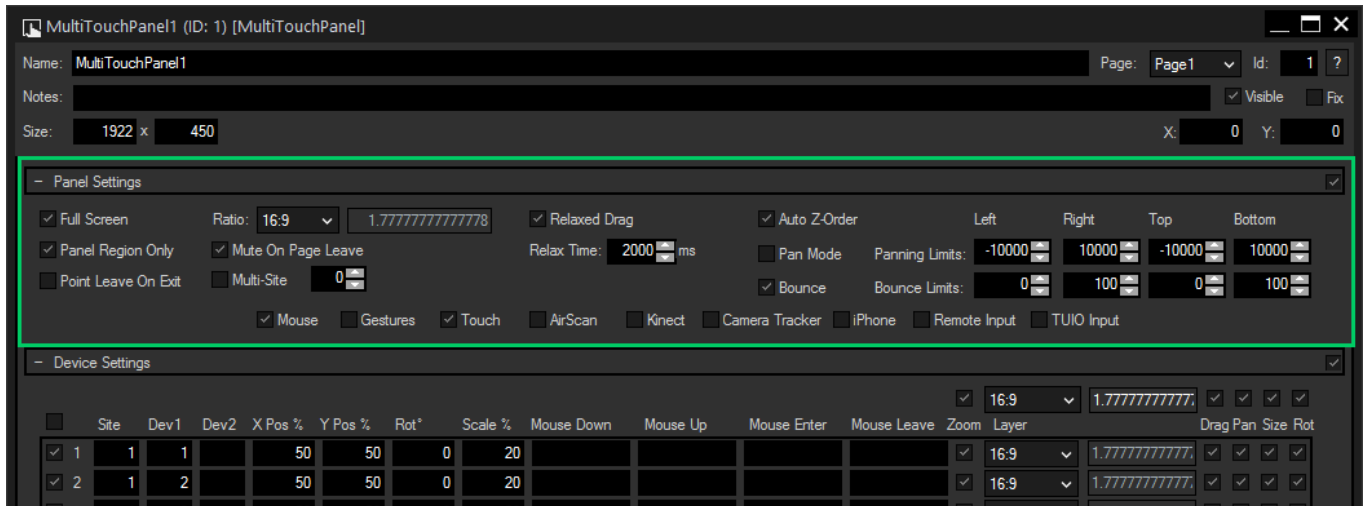 MultiTouchPanel1 (ID: 1) [MultiTouchPanel]
Name: MultiTouchPanel1 Page: Page1 Id: 1 ?
Notes: Visible Fix
Size: 1922 x 450 X: 0 Y: 0
− Panel Settings
Full Screen Ratio: 16:9 1.77777777777778 Relaxed Drag Auto Z-Order Left Right Top Bottom
Panel Region Only Mute On Page Leave Relax Time: 2000 ms Pan Mode Panning Limits: -10000 10000 -10000 10000
Point Leave On Exit Multi-Site 0 Bounce Bounce Limits: 0 100 0 100
Mouse Gestures Touch AirScan Kinect Camera Tracker iPhone Remote Input TUIO Input
− Device Settings
16:9 1.77777777777
Site Dev1 Dev2 X Pos % Y Pos % Rot° Scale % Mouse Down Mouse Up Mouse Enter Mouse Leave Zoom Layer Drag Pan Size Rot
1 1 1 50 50 0 20 16:9 1.77777777777
2 1 2 50 50 0 20 16:9 1.77777777777